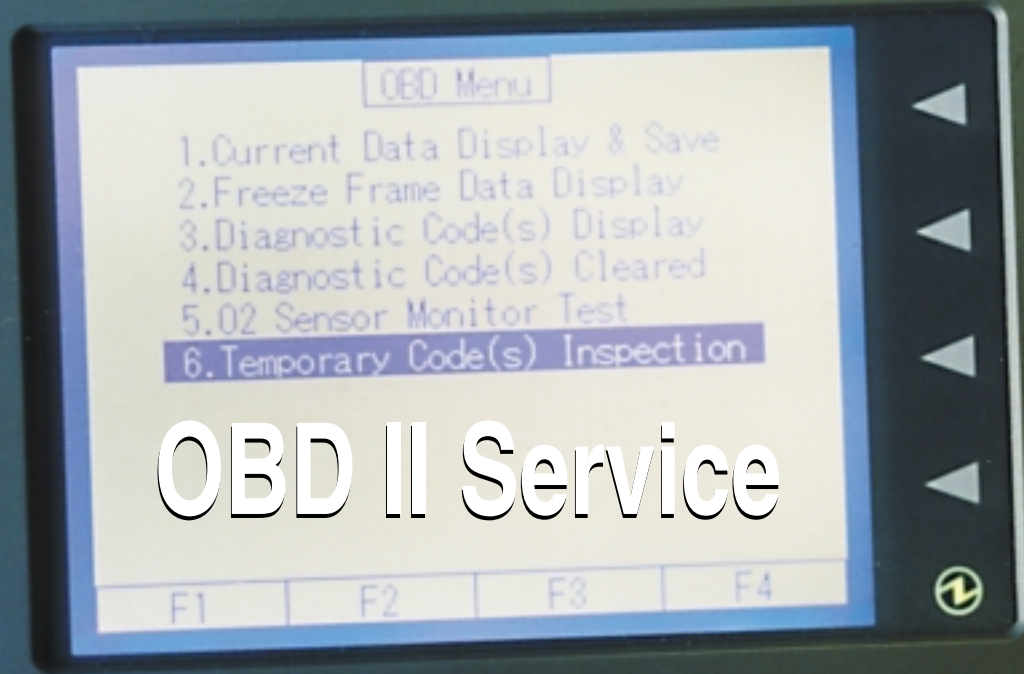 OBD Menu
1.Current Data Display & Save
2.Freeze Frame Data Display
3.Diagnostic Code(s) Display
4.Diagnostic Code(s) Cleared
5.O2 Sensor Monitor Test
6.Temporary Code(s) Inspection
OBD II Service
F1 F2 F3 F4